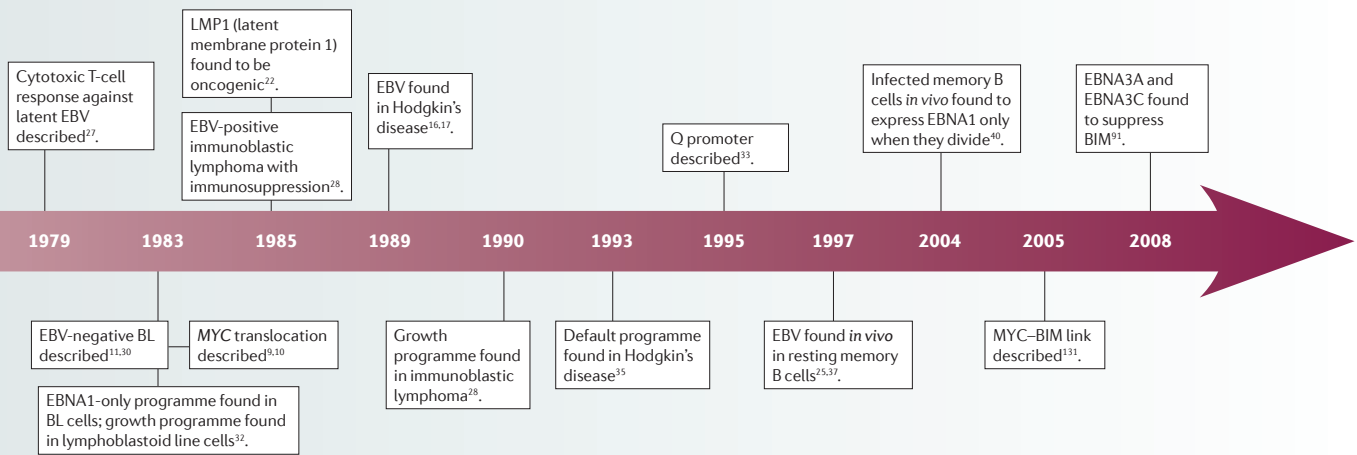 LMP1 (latent
membrane protein 1)
found to be
oncogenic22.
Cytotoxic T-cell
response against
latent EBV
described27.
EBV-positive
immunoblastic
lymphoma with
immunosuppression28.
EBV found
in Hodgkin’s
disease16,17.
Q promoter
described33.
Infected memory B
cells in vivo found to
express EBNA1 only
when they divide40.
EBNA3A and
EBNA3C found
to suppress
BIM91.
1979 1983 1985 1989 1990 1993 1995 1997 2004 2005 2008
EBV-negative BL
described11,30
MYC translocation
described9,10
EBNA1-only programme found in
BL cells; growth programme found
in lymphoblastoid line cells32.
Growth
programme found
in immunoblastic
lymphoma28.
Default programme
found in Hodgkin’s
disease35
EBV found in vivo
in resting memory
B cells25,37.
MYC–BIM link
described131.